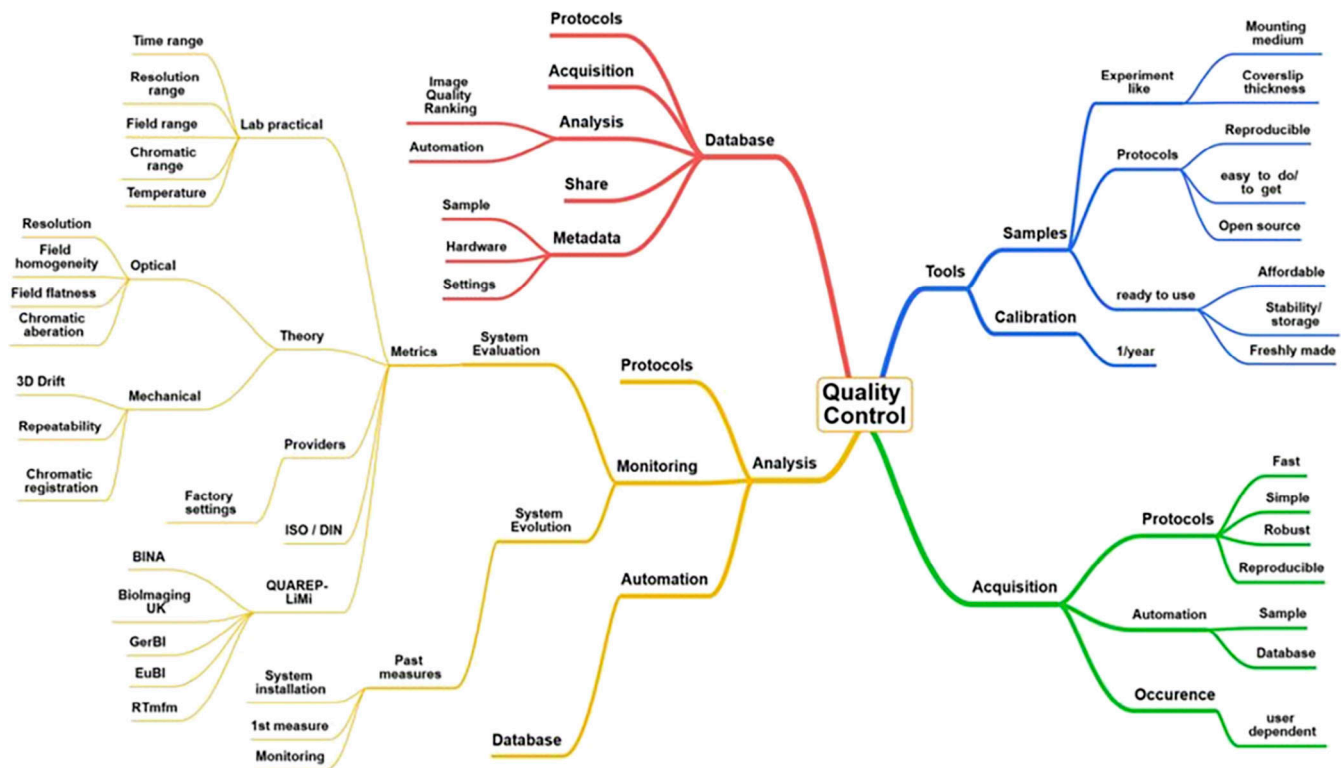 Quality
Control
Database
Protocols
Acquisition
Analysis
Image
Quality
Ranking
Automation
Share
Metadata
Sample
Hardware
Settings
Tools
Samples
Experiment
like
Mounting
medium
Coverslip
thickness
Protocols
Reproducible
easy to do/
to get
Open source
ready to use
Affordable
Stability/
storage
Freshly made
Calibration
1/year
Acquisition
Protocols
Fast
Simple
Robust
Reproducible
Automation
Sample
Database
Occurence
user
dependent
Analysis
Protocols
Monitoring
System
Evaluation
Metrics
Lab practical
Time range
Resolution
range
Field range
Chromatic
range
Temperature
Theory
Optical
Resolution
Field
homogeneity
Field flatness
Chromatic
aberation
Mechanical
3D Drift
Repeatability
Chromatic
registration
Providers
Factory
settings
ISO / DIN
QUAREP-
LiMi
BINA
BioImaging
UK
GerBI
EuBI
RTmfm
System
Evolution
Past
measures
System
installation
1st measure
Monitoring
Automation
Database